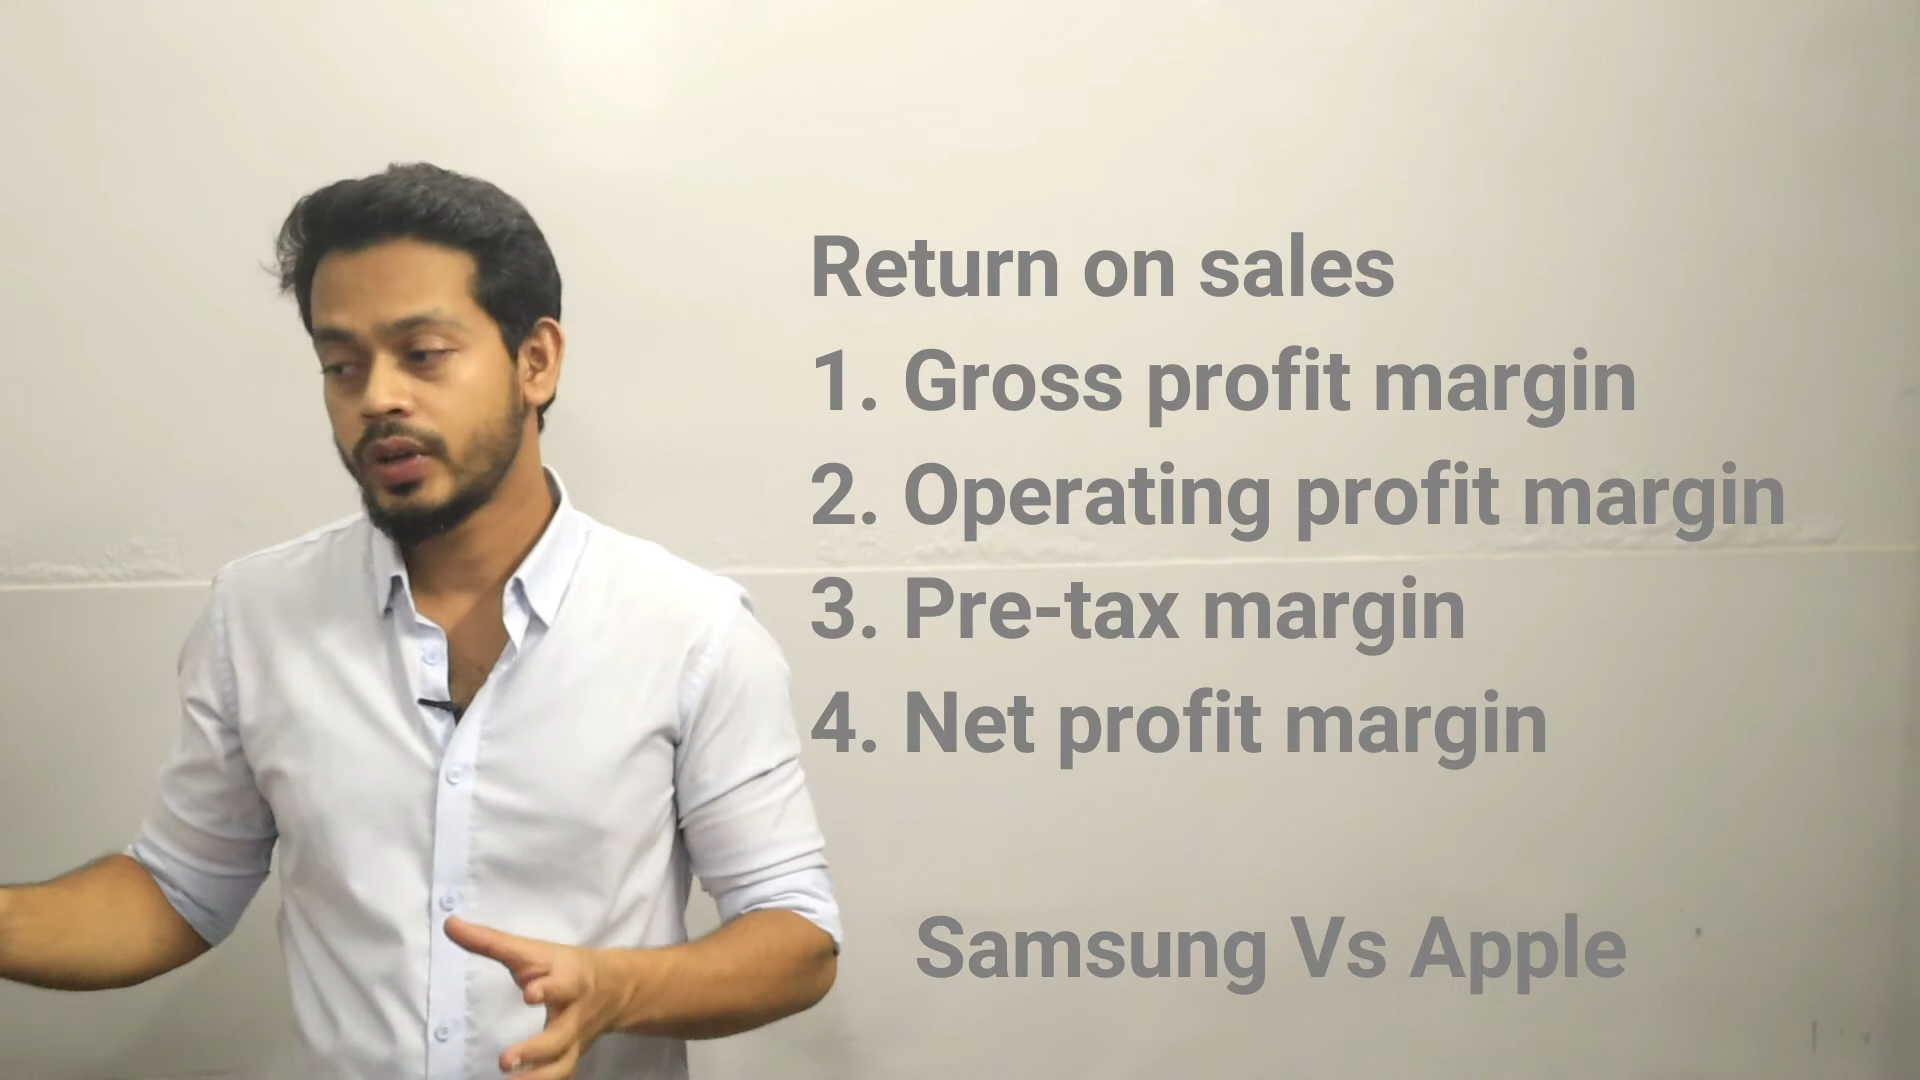 Return on sales
1. Gross profit margin
2. Operating profit margin
3. Pre-tax margin
4. Net profit margin
Samsung Vs Apple